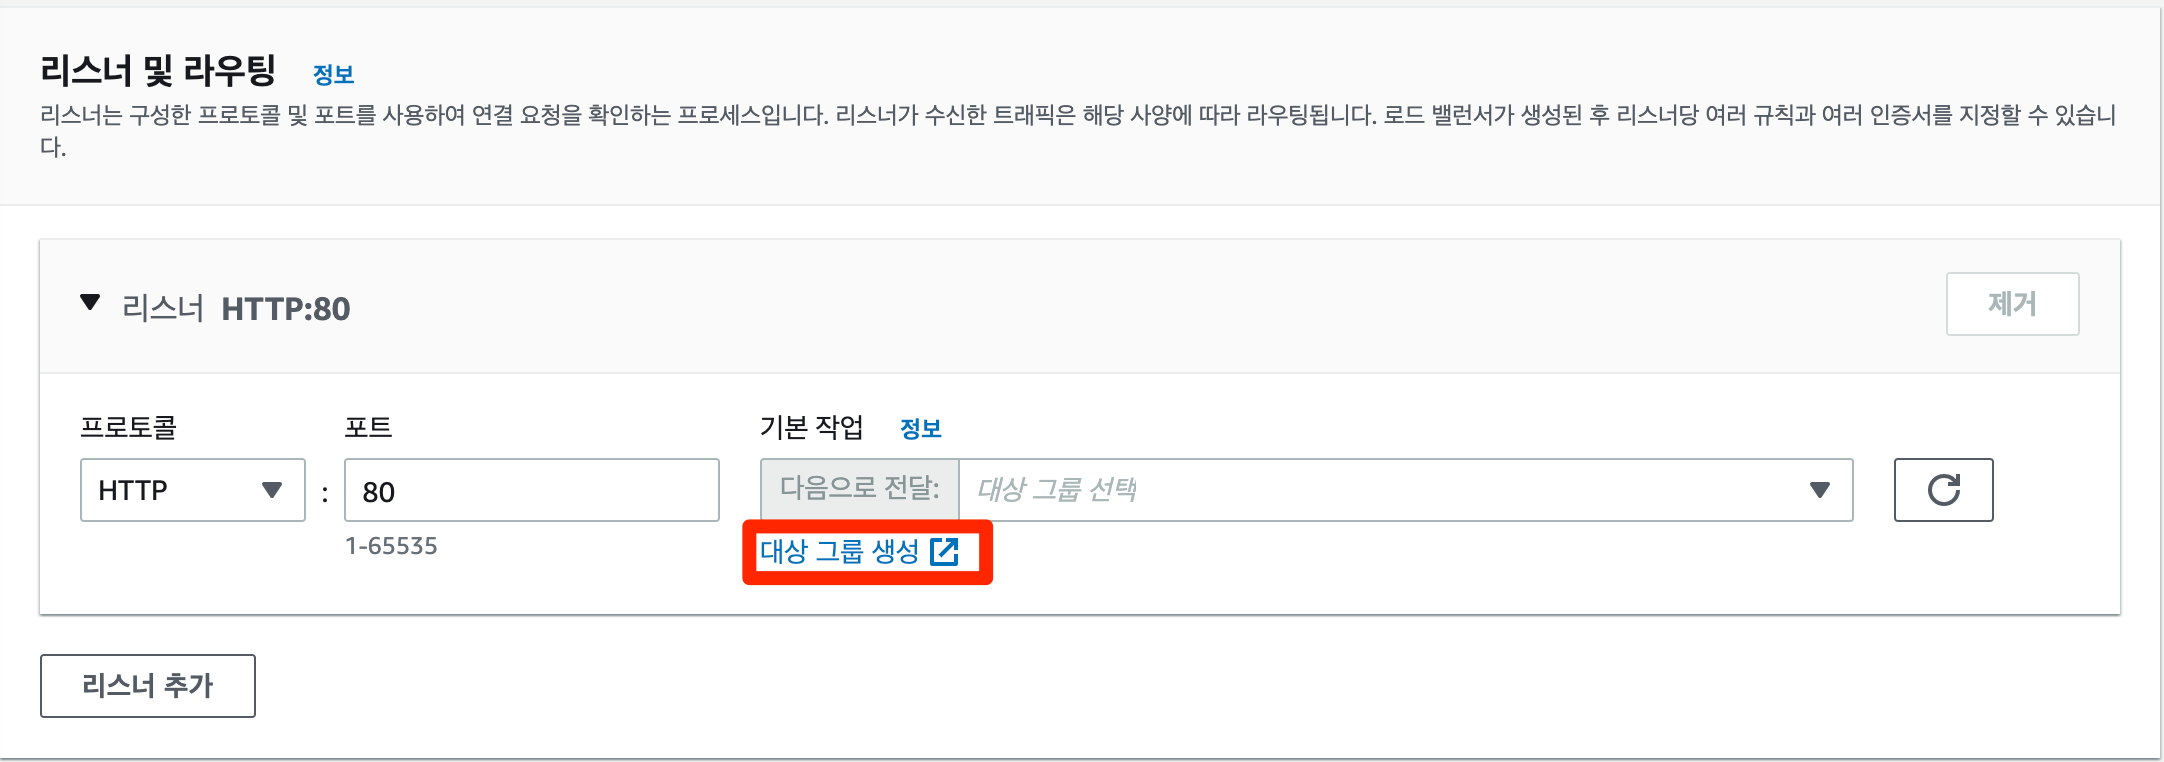 리스너 및 라우팅 정보
리스너는 구성한 프로토콜 및 포트를 사용하여 연결 요청을 확인하는 프로세스입니다. 리스너가 수신한 트래픽은 해당 사양에 따라 라우팅됩니다. 로드 밸런서가 생성된 후 리스너당 여러 규칙과 여러 인증서를 지정할 수 있습니
다.
리스너 HTTP:80
제거
프로토콜 포트 기본 작업 정보
HTTP : 80 다음으로 전달: 대상 그룹 선택
1-65535
대상 그룹 생성
리스너 추가